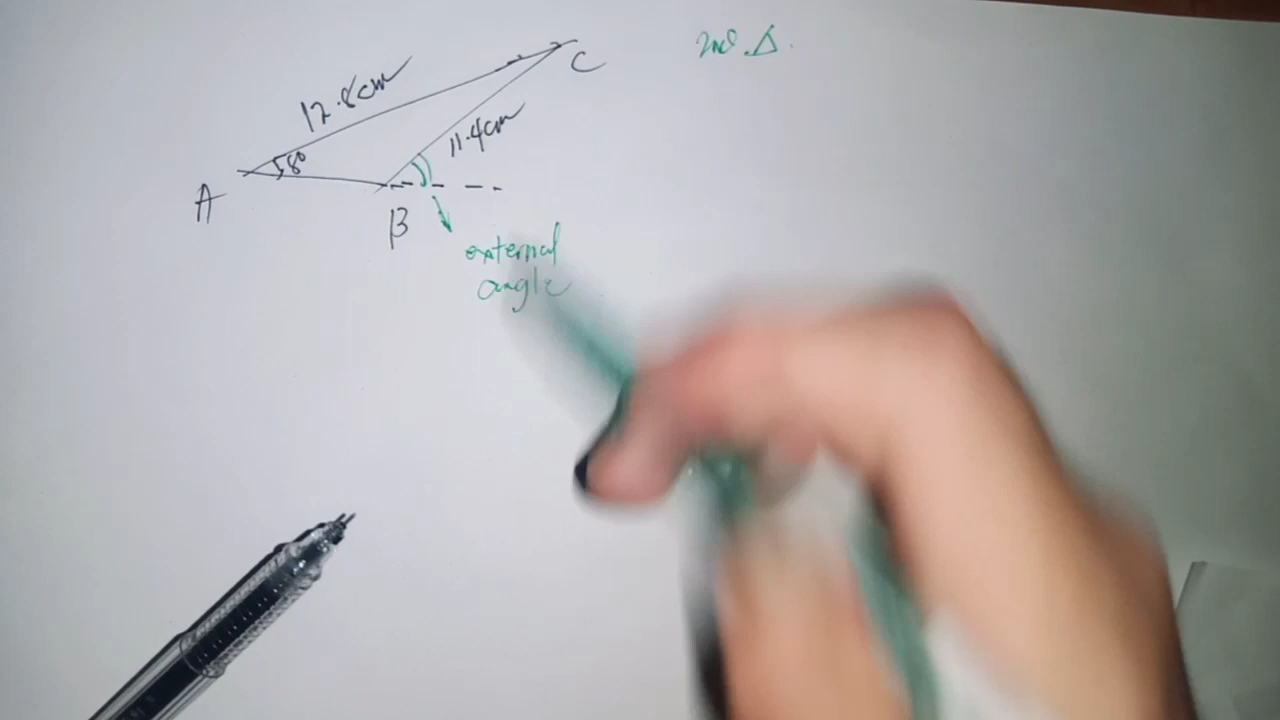 C
2nd Δ.
12.8cm
11.4cm
58°
A
B
external
angle